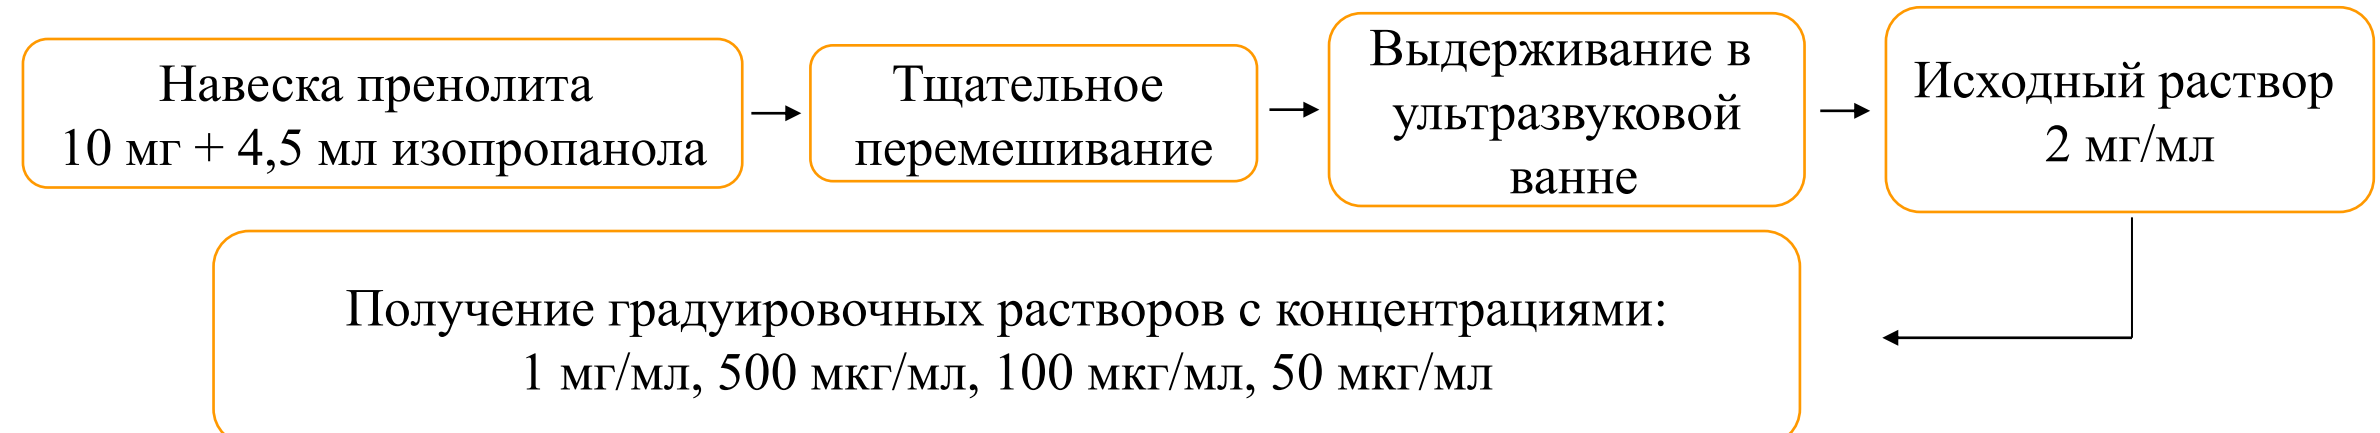 Навеска пренолита
10 мг + 4,5 мл изопропанола
Тщательное
перемешивание
Выдерживание в
ультразвуковой
ванне
Исходный раствор
2 мг/мл
Получение градуировочных растворов с концентрациями:
1 мг/мл, 500 мкг/мл, 100 мкг/мл, 50 мкг/мл